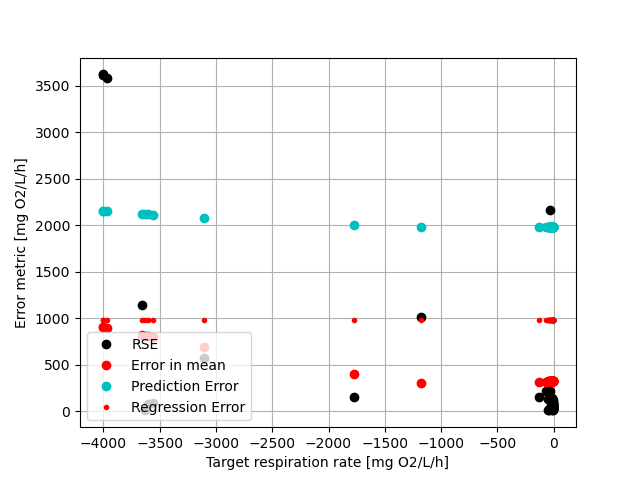 3500
3000
2500
2000
1500
1000
500
0
Error metric [mg O2/L/h]
RSE
Error in mean
Prediction Error
Regression Error
−4000 −3500 −3000 −2500 −2000 −1500 −1000 −500 0
Target respiration rate [mg O2/L/h]